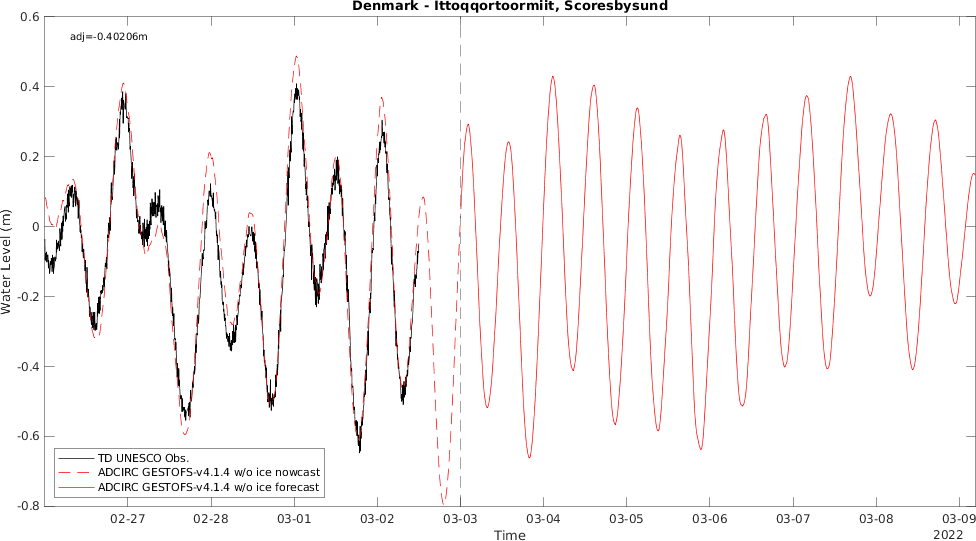 Denmark - Ittoqqortoormiit, Scoresbysund
adj=-0.40206m
0.6
0.4
0.2
0
-0.2
-0.4
-0.6
-0.8
Water Level (m)
TD UNESCO Obs.
ADCIRC GESTOFS-v4.1.4 w/o ice nowcast
ADCIRC GESTOFS-v4.1.4 w/o ice forecast
02-27 02-28 03-01 03-02 03-03 03-04 03-05 03-06 03-07 03-08 03-09
Time
2022